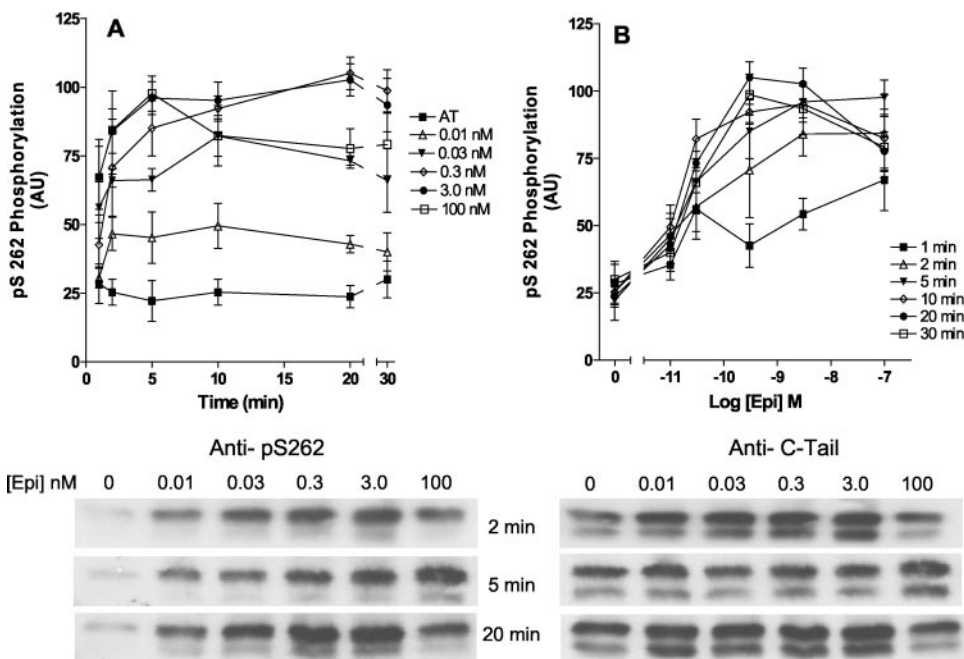 A
pS 262 Phosphorylation
(AU)
125
100
75
50
25
0
0 5 10 15 20 30
Time (min)
AT
0.01 nM
0.03 nM
0.3 nM
3.0 nM
100 nM
B
pS 262 Phosphorylation
(AU)
125
100
75
50
25
0
0 -11 -10 -9 -8 -7
Log [Epi] M
1 min
2 min
5 min
10 min
20 min
30 min
Anti- pS262
Anti- C-Tail
[Epi] nM 0 0.01 0.03 0.3 3.0 100
0 0.01 0.03 0.3 3.0 100
2 min
5 min
20 min